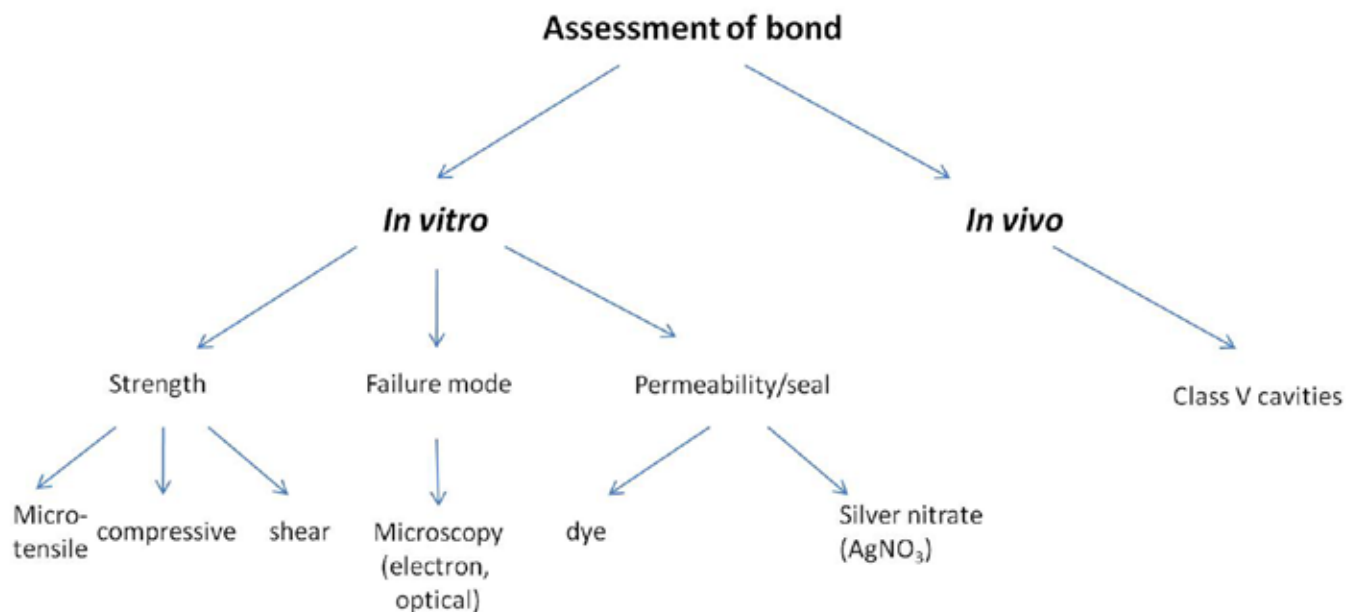 Assessment of bond
In vitro
In vivo
Strength
Failure mode
Permeability/seal
Class V cavities
Micro-
tensile
compressive
shear
Microscopy
(electron,
optical)
dye
Silver nitrate
(AgNO₃)